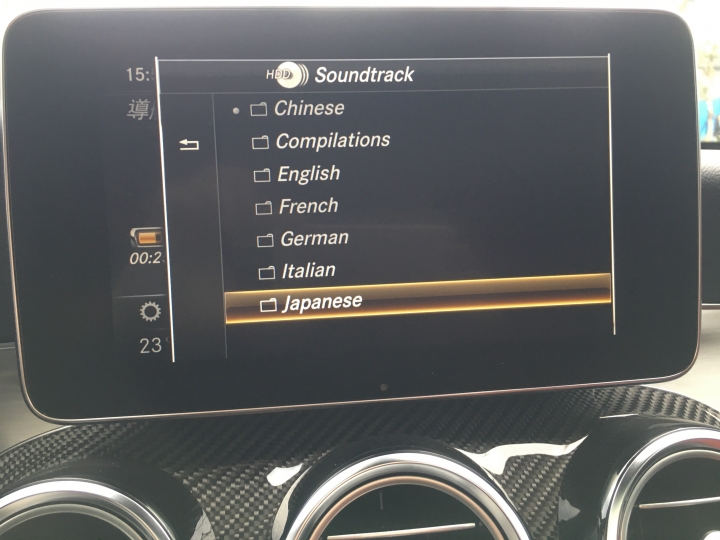 HDD Soundtrack
15:
導
Chinese
Compilations
English
French
German
Italian
Japanese
00:2
23